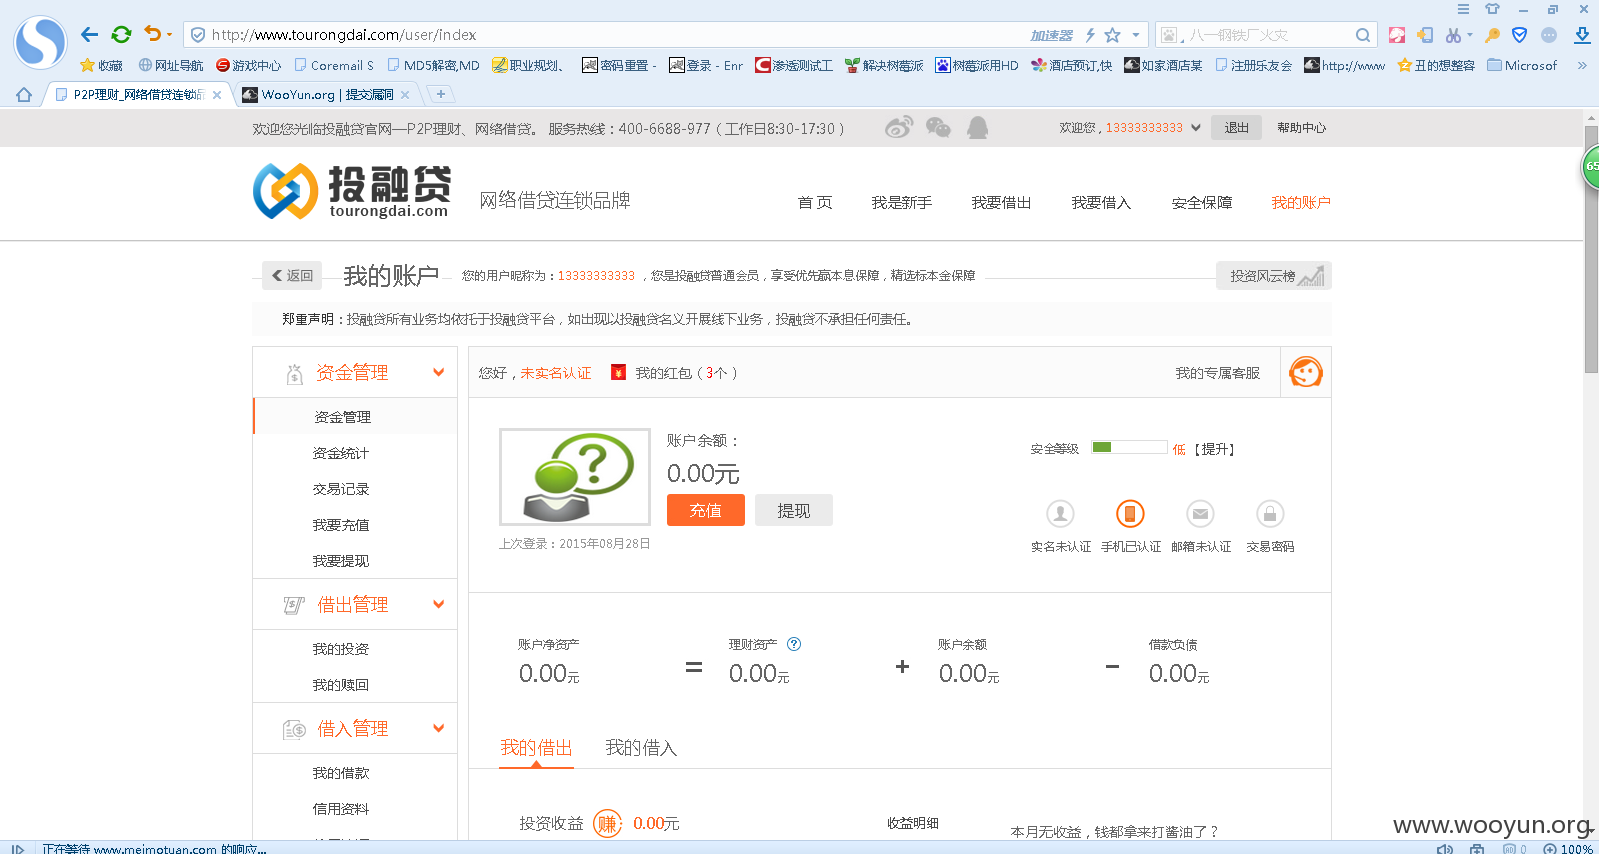 http://www.tourongdai.com/user/index 加速器 八一钢铁厂火灾
收藏 网址导航 游戏中心 Coremail S MD5解密,MD 职业规划、 密码重置 - 登录 - Enr 渗透测试工 解决树莓派 树莓派用HD 酒店预订,快 如家酒店某 注册乐友会 http://www 丑的想整容 Microsof
P2P理财_网络借贷连锁品 WooYun.org | 提交漏洞
欢迎您光临投融贷官网—P2P理财、网络借贷。 服务热线：400-6688-977（工作日8:30-17:30） 欢迎您，13333333333 退出 帮助中心
65
投融贷
tourongdai.com
网络借贷连锁品牌
首 页 我是新手 我要借出 我要借入 安全保障 我的账户
返回 我的账户 您的用户昵称为：13333333333 ，您是投融贷普通会员，享受优先赢本息保障，精选标本金保障 投资风云榜
郑重声明：投融贷所有业务均依托于投融贷平台，如出现以投融贷名义开展线下业务，投融贷不承担任何责任。
资金管理
资金管理
资金统计
交易记录
我要充值
我要提现
借出管理
我的投资
我的赎回
借入管理
我的借款
信用资料
您好，未实名认证 我的红包（3个） 我的专属客服
账户余额：
0.00元
充值 提现
上次登录：2015年08月28日
安全等级 低【提升】
实名未认证 手机已认证 邮箱未认证 交易密码
账户净资产 理财资产 账户余额 借款负债
0.00元 = 0.00元 + 0.00元 − 0.00元
我的借出 我的借入
投资收益 赚 0.00元 收益明细 本月无收益，钱都拿来打酱油了？
www.wooyun.org
正在等待 www.meimotuan.com 的响应... 0 100%